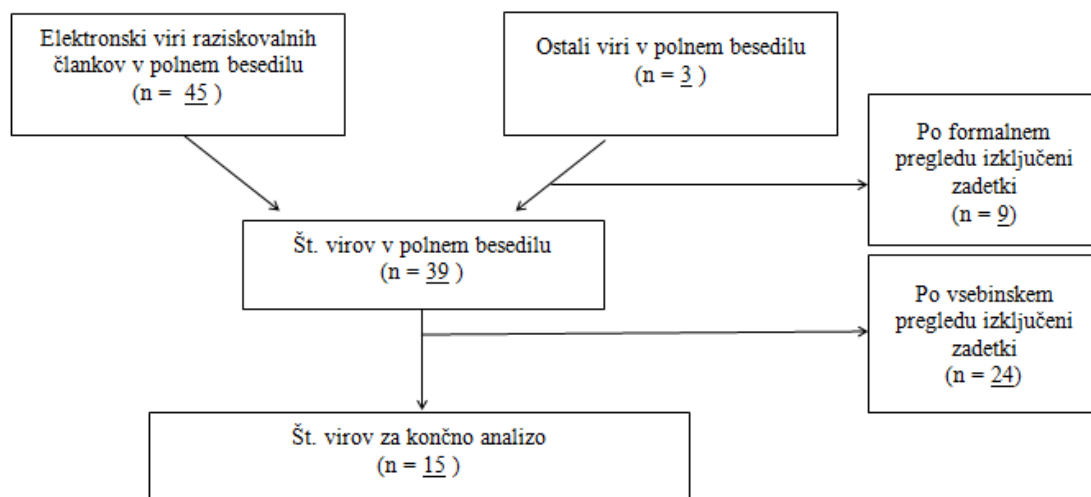 Elektronski viri raziskovalnih
člankov v polnem besedilu
(n = 45 )
Ostali viri v polnem besedilu
(n = 3 )
Po formalnem
pregledu izključeni
zadetki
(n = 9)
Št. virov v polnem besedilu
(n = 39 )
Po vsebinskem
pregledu izključeni
zadetki
(n = 24)
Št. virov za končno analizo
(n = 15 )